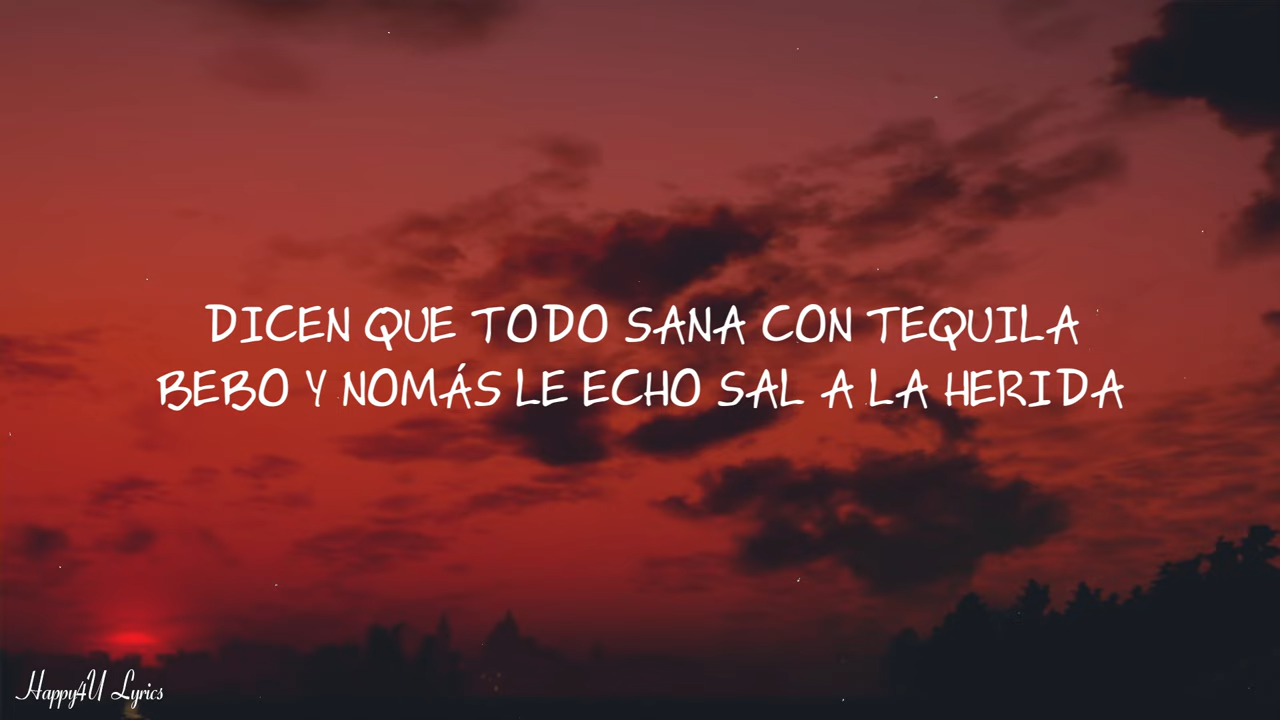 DICEN QUE TODO SANA CON TEQUILA
BEBO Y NOMÁS LE ECHO SAL A LA HERIDA
Happy4U Lyrics